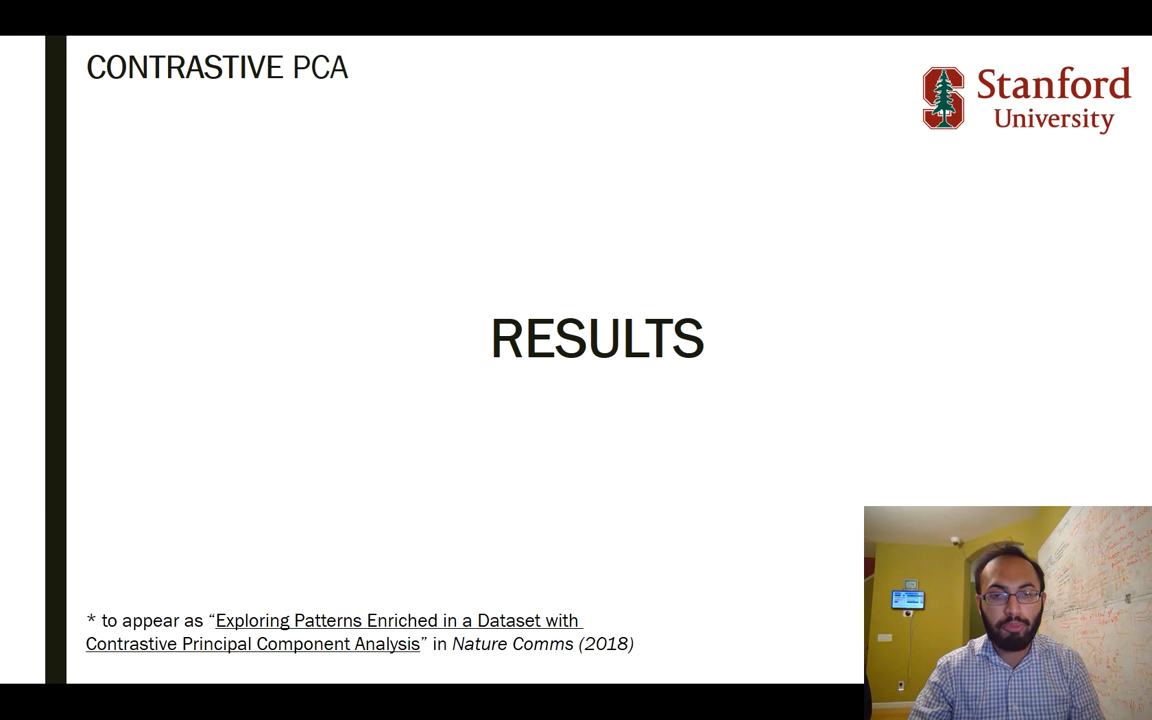 CONTRASTIVE PCA
Stanford
University
RESULTS
* to appear as “Exploring Patterns Enriched in a Dataset with
Contrastive Principal Component Analysis” in Nature Comms (2018)